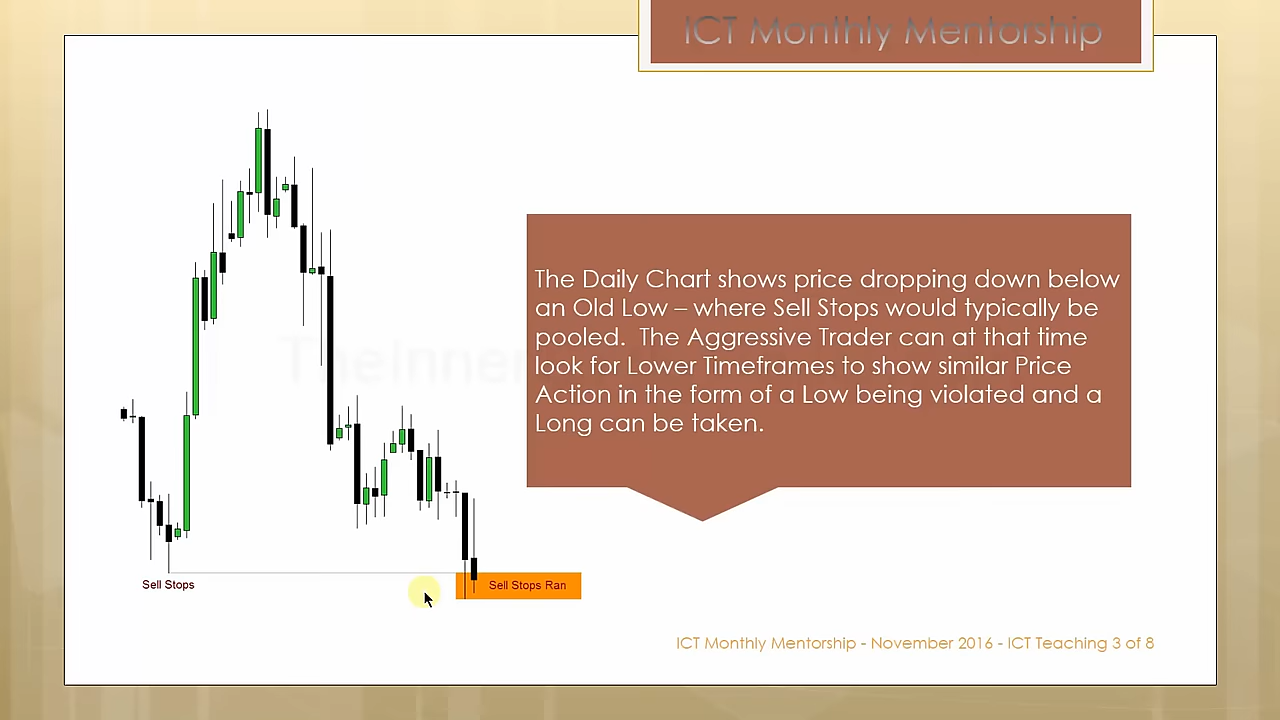 ICT Monthly Mentorship
The Daily Chart shows price dropping down below
an Old Low – where Sell Stops would typically be
pooled.  The Aggressive Trader can at that time
look for Lower Timeframes to show similar Price
Action in the form of a Low being violated and a
Long can be taken.
TheInner
Sell Stops
Sell Stops Ran
ICT Monthly Mentorship - November 2016 - ICT Teaching 3 of 8